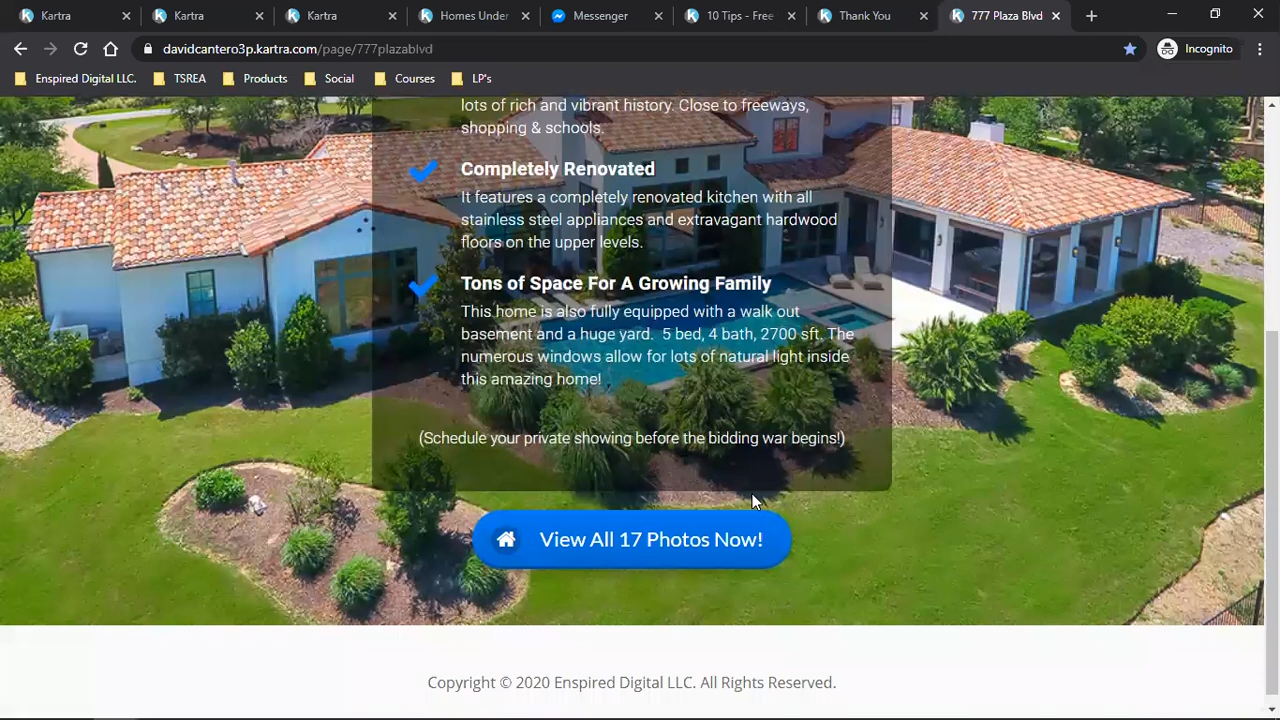 Kartra
Kartra
Kartra
Homes Under
Messenger
10 Tips - Free
Thank You
777 Plaza Blvd
davidcantero3p.kartra.com/page/777plazablvd
Incognito
Enspired Digital LLC.
TSREA
Products
Social
Courses
LP's
lots of rich and vibrant history. Close to freeways,
shopping & schools.
Completely Renovated
It features a completely renovated kitchen with all
stainless steel appliances and extravagant hardwood
floors on the upper levels.
Tons of Space For A Growing Family
This home is also fully equipped with a walk out
basement and a huge yard.  5 bed, 4 bath, 2700 sft. The
numerous windows allow for lots of natural light inside
this amazing home!
(Schedule your private showing before the bidding war begins!)
View All 17 Photos Now!
Copyright © 2020 Enspired Digital LLC. All Rights Reserved.